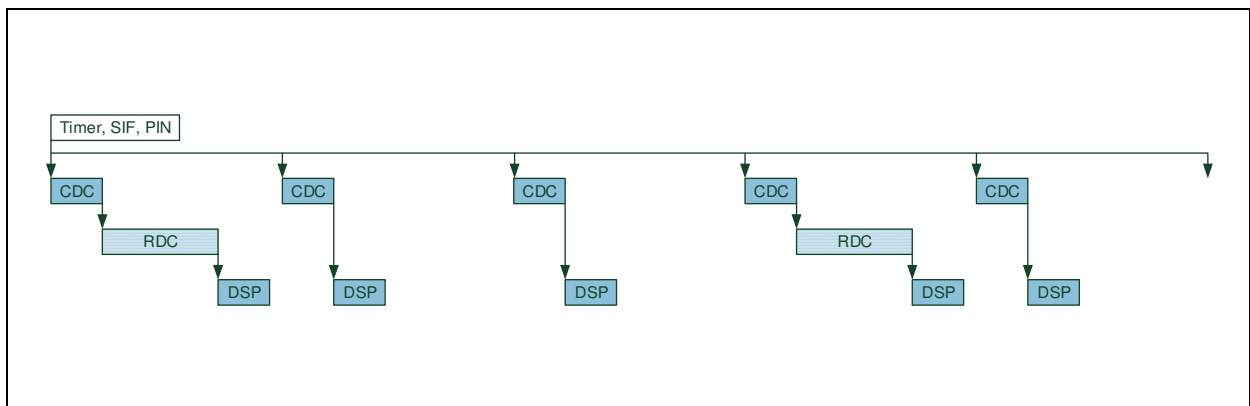 Timer, SIF, PIN
CDC CDC CDC CDC CDC
RDC RDC
DSP DSP DSP DSP DSP